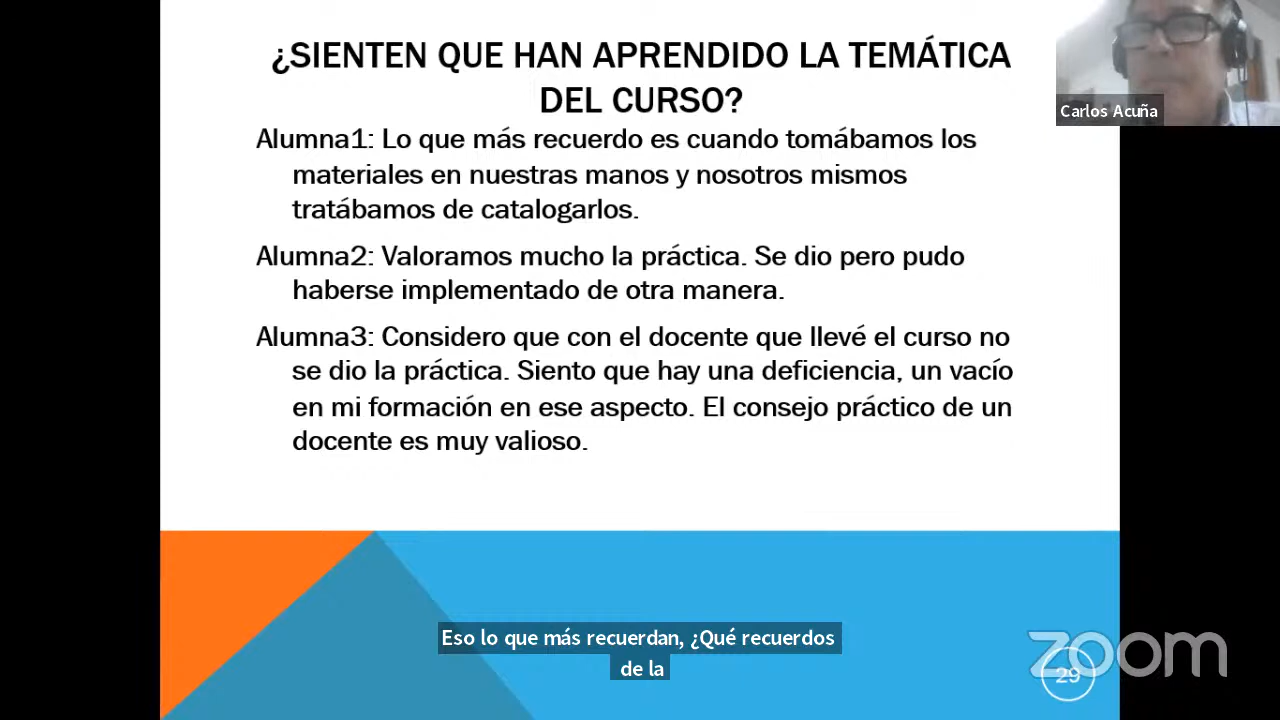 ¿SIENTEN QUE HAN APRENDIDO LA TEMÁTICA
DEL CURSO?
Carlos Acuña
Alumna1: Lo que más recuerdo es cuando tomábamos los
materiales en nuestras manos y nosotros mismos
tratábamos de catalogarlos.
Alumna2: Valoramos mucho la práctica. Se dio pero pudo
haberse implementado de otra manera.
Alumna3: Considero que con el docente que llevé el curso no
se dio la práctica. Siento que hay una deficiencia, un vacío
en mi formación en ese aspecto. El consejo práctico de un
docente es muy valioso.
Eso lo que más recuerdan, ¿Qué recuerdos
de la
zoom
29